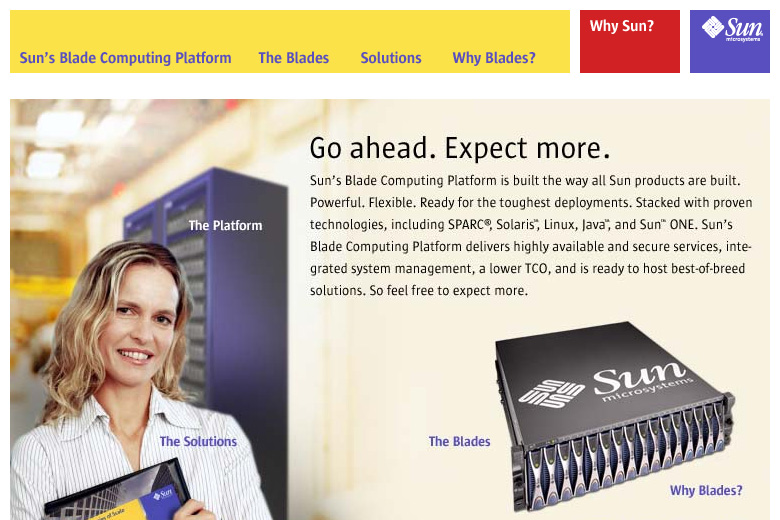 Sun's Blade Computing Platform The Blades Solutions Why Blades?
Why Sun?
Sun
microsystems
Go ahead. Expect more.
Sun's Blade Computing Platform is built the way all Sun products are built.
Powerful. Flexible. Ready for the toughest deployments. Stacked with proven
technologies, including SPARC®, Solaris™, Linux, Java™, and Sun™ ONE. Sun's
Blade Computing Platform delivers highly available and secure services, inte-
grated system management, a lower TCO, and is ready to host best-of-breed
solutions. So feel free to expect more.
The Platform
Sun
microsystems
The Solutions
The Blades
Why Blades?
Sun
of Scale